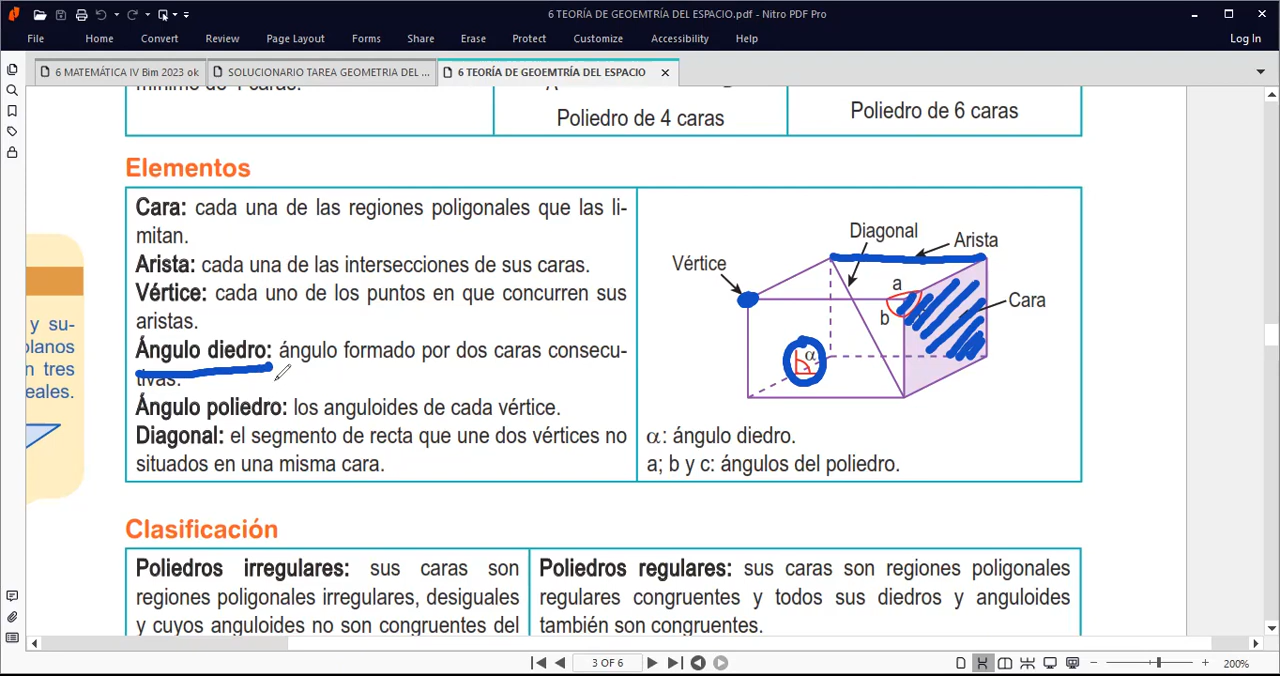 6 TEORÍA DE GEOEMTRÍA DEL ESPACIO.pdf - Nitro PDF Pro
File Home Convert Review Page Layout Forms Share Erase Protect Customize Accessibility Help Log In
6 MATEMÁTICA IV Bim 2023 ok
SOLUCIONARIO TAREA GEOMETRIA DEL ...
6 TEORÍA DE GEOEMTRÍA DEL ESPACIO
Poliedro de 4 caras
Poliedro de 6 caras
Elementos
Cara: cada una de las regiones poligonales que las li-
mitan.
Arista: cada una de las intersecciones de sus caras.
Vértice: cada uno de los puntos en que concurren sus
aristas.
Ángulo diedro: ángulo formado por dos caras consecu-
tivas.
Ángulo poliedro: los anguloides de cada vértice.
Diagonal: el segmento de recta que une dos vértices no
situados en una misma cara.
Diagonal
Arista
Vértice
a
b
Cara
α
α: ángulo diedro.
a; b y c: ángulos del poliedro.
y su-
planos
n tres
eales.
Clasificación
Poliedros irregulares: sus caras son
regiones poligonales irregulares, desiguales
y cuyos anguloides no son congruentes del
Poliedros regulares: sus caras son regiones poligonales
regulares congruentes y todos sus diedros y anguloides
también son congruentes.
3 OF 6
200%